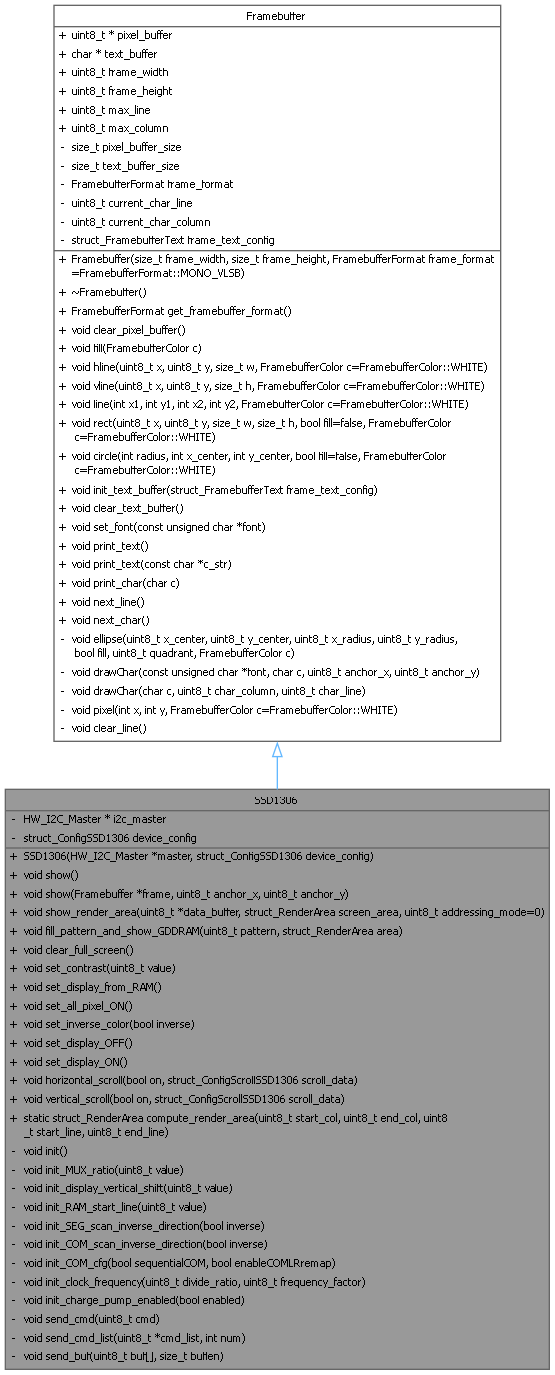 Framebuffer
+ uint8_t * pixel_buffer
+ char * text_buffer
+ uint8_t frame_width
+ uint8_t frame_height
+ uint8_t max_line
+ uint8_t max_column
- size_t pixel_buffer_size
- size_t text_buffer_size
- FramebufferFormat frame_format
- uint8_t current_char_line
- uint8_t current_char_column
- struct_FramebufferText frame_text_config
+ Framebuffer(size_t frame_width, size_t frame_height, FramebufferFormat frame_format
=FramebufferFormat::MONO_VLSB)
+ ~Framebuffer()
+ FramebufferFormat get_framebuffer_format()
+ void clear_pixel_buffer()
+ void fill(FramebufferColor c)
+ void hline(uint8_t x, uint8_t y, size_t w, FramebufferColor c=FramebufferColor::WHITE)
+ void vline(uint8_t x, uint8_t y, size_t h, FramebufferColor c=FramebufferColor::WHITE)
+ void line(int x1, int y1, int x2, int y2, FramebufferColor c=FramebufferColor::WHITE)
+ void rect(uint8_t x, uint8_t y, size_t w, size_t h, bool fill=false, FramebufferColor
c=FramebufferColor::WHITE)
+ void circle(int radius, int x_center, int y_center, bool fill=false, FramebufferColor
c=FramebufferColor::WHITE)
+ void init_text_buffer(struct_FramebufferText frame_text_config)
+ void clear_text_buffer()
+ void set_font(const unsigned char *font)
+ void print_text()
+ void print_text(const char *c_str)
+ void print_char(char c)
+ void next_line()
+ void next_char()
- void ellipse(uint8_t x_center, uint8_t y_center, uint8_t x_radius, uint8_t y_radius,
bool fill, uint8_t quadrant, FramebufferColor c)
- void drawChar(const unsigned char *font, char c, uint8_t anchor_x, uint8_t anchor_y)
- void drawChar(char c, uint8_t char_column, uint8_t char_line)
- void pixel(int x, int y, FramebufferColor c=FramebufferColor::WHITE)
- void clear_line()
SSD1306
- HW_I2C_Master * i2c_master
- struct_ConfigSSD1306 device_config
+ SSD1306(HW_I2C_Master *master, struct_ConfigSSD1306 device_config)
+ void show()
+ void show(Framebuffer *frame, uint8_t anchor_x, uint8_t anchor_y)
+ void show_render_area(uint8_t *data_buffer, struct_RenderArea screen_area, uint8_t addressing_mode=0)
+ void fill_pattern_and_show_GDDRAM(uint8_t pattern, struct_RenderArea area)
+ void clear_full_screen()
+ void set_contrast(uint8_t value)
+ void set_display_from_RAM()
+ void set_all_pixel_ON()
+ void set_inverse_color(bool inverse)
+ void set_display_OFF()
+ void set_display_ON()
+ void horizontal_scroll(bool on, struct_ConfigScrollSSD1306 scroll_data)
+ void vertical_scroll(bool on, struct_ConfigScrollSSD1306 scroll_data)
+ static struct_RenderArea compute_render_area(uint8_t start_col, uint8_t end_col, uint8
_t start_line, uint8_t end_line)
- void init()
- void init_MUX_ratio(uint8_t value)
- void init_display_vertical_shift(uint8_t value)
- void init_RAM_start_line(uint8_t value)
- void init_SEG_scan_inverse_direction(bool inverse)
- void init_COM_scan_inverse_direction(bool inverse)
- void init_COM_cfg(bool sequentialCOM, bool enableCOMLRremap)
- void init_clock_frequency(uint8_t divide_ratio, uint8_t frequency_factor)
- void init_charge_pump_enabled(bool enabled)
- void send_cmd(uint8_t cmd)
- void send_cmd_list(uint8_t *cmd_list, int num)
- void send_buf(uint8_t buf[], size_t buflen)